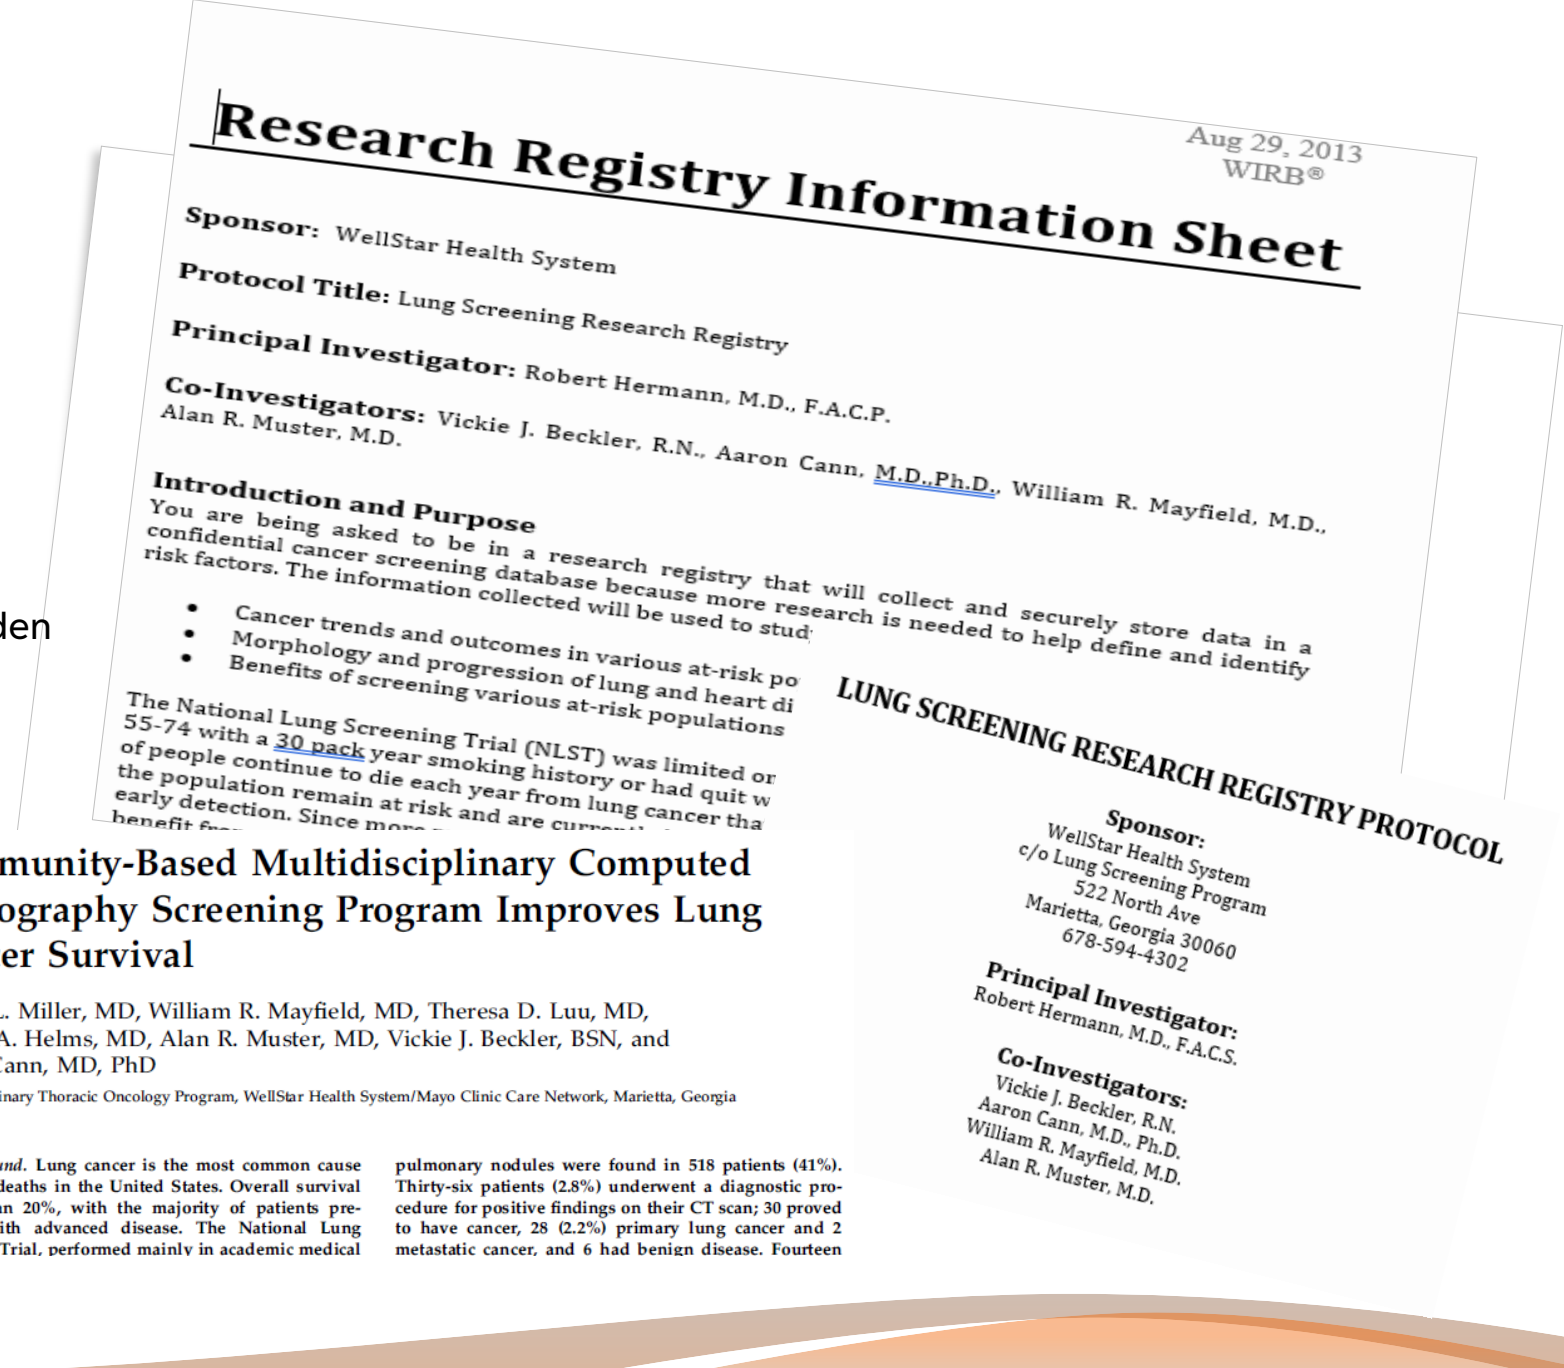 Aug 29, 2013
WIRB®
Research Registry Information Sheet
Sponsor: WellStar Health System
Protocol Title: Lung Screening Research Registry
Principal Investigator: Robert Hermann, M.D., F.A.C.P.
Co-Investigators: Vickie J. Beckler, R.N., Aaron Cann, M.D.,Ph.D., William R. Mayfield, M.D.,
Alan R. Muster, M.D.
Introduction and Purpose
You are being asked to be in a research registry that will collect and securely store data in a
confidential cancer screening database because more research is needed to help define and identify
risk factors. The information collected will be used to study
• Cancer trends and outcomes in various at-risk po
• Morphology and progression of lung and heart di
• Benefits of screening various at-risk populations
The National Lung Screening Trial (NLST) was limited
55-74 with a 30 pack year smoking history or had quit w
of people continue to die each year from lung cancer tha
the population remain at risk and are currently
early detection. Since more
benefit from
den
LUNG SCREENING RESEARCH REGISTRY PROTOCOL
Sponsor:
WellStar Health System
c/o Lung Screening Program
522 North Ave
Marietta, Georgia 30060
678-594-4302
Principal Investigator:
Robert Hermann, M.D., F.A.C.S.
Co-Investigators:
Vickie J. Beckler, R.N.
Aaron Cann, M.D., Ph.D.
William R. Mayfield, M.D.
Alan R. Muster, M.D.
munity-Based Multidisciplinary Computed
ography Screening Program Improves Lung
er Survival
L. Miller, MD, William R. Mayfield, MD, Theresa D. Luu, MD,
A. Helms, MD, Alan R. Muster, MD, Vickie J. Beckler, BSN, and
Cann, MD, PhD
inary Thoracic Oncology Program, WellStar Health System/Mayo Clinic Care Network, Marietta, Georgia
und. Lung cancer is the most common cause
deaths in the United States. Overall survival
an 20%, with the majority of patients pre-
ith advanced disease. The National Lung
Trial, performed mainly in academic medical
pulmonary nodules were found in 518 patients (41%).
Thirty-six patients (2.8%) underwent a diagnostic pro-
cedure for positive findings on their CT scan; 30 proved
to have cancer, 28 (2.2%) primary lung cancer and 2
metastatic cancer, and 6 had benign disease. Fourteen